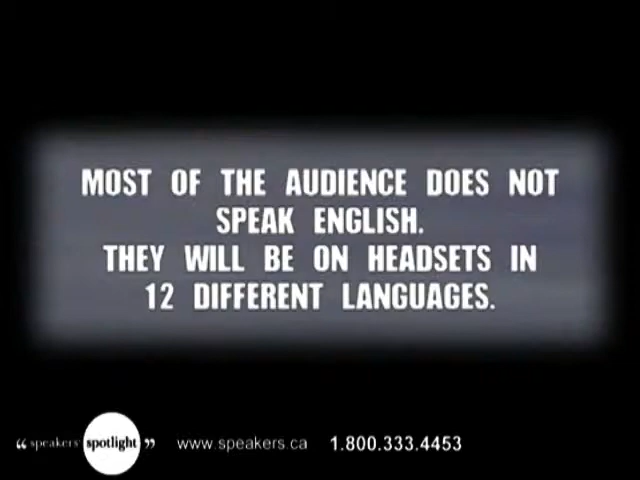 MOST OF THE AUDIENCE DOES NOT
SPEAK ENGLISH.
THEY WILL BE ON HEADSETS IN
12 DIFFERENT LANGUAGES.
“ speakers' spotlight ” www.speakers.ca 1.800.333.4453